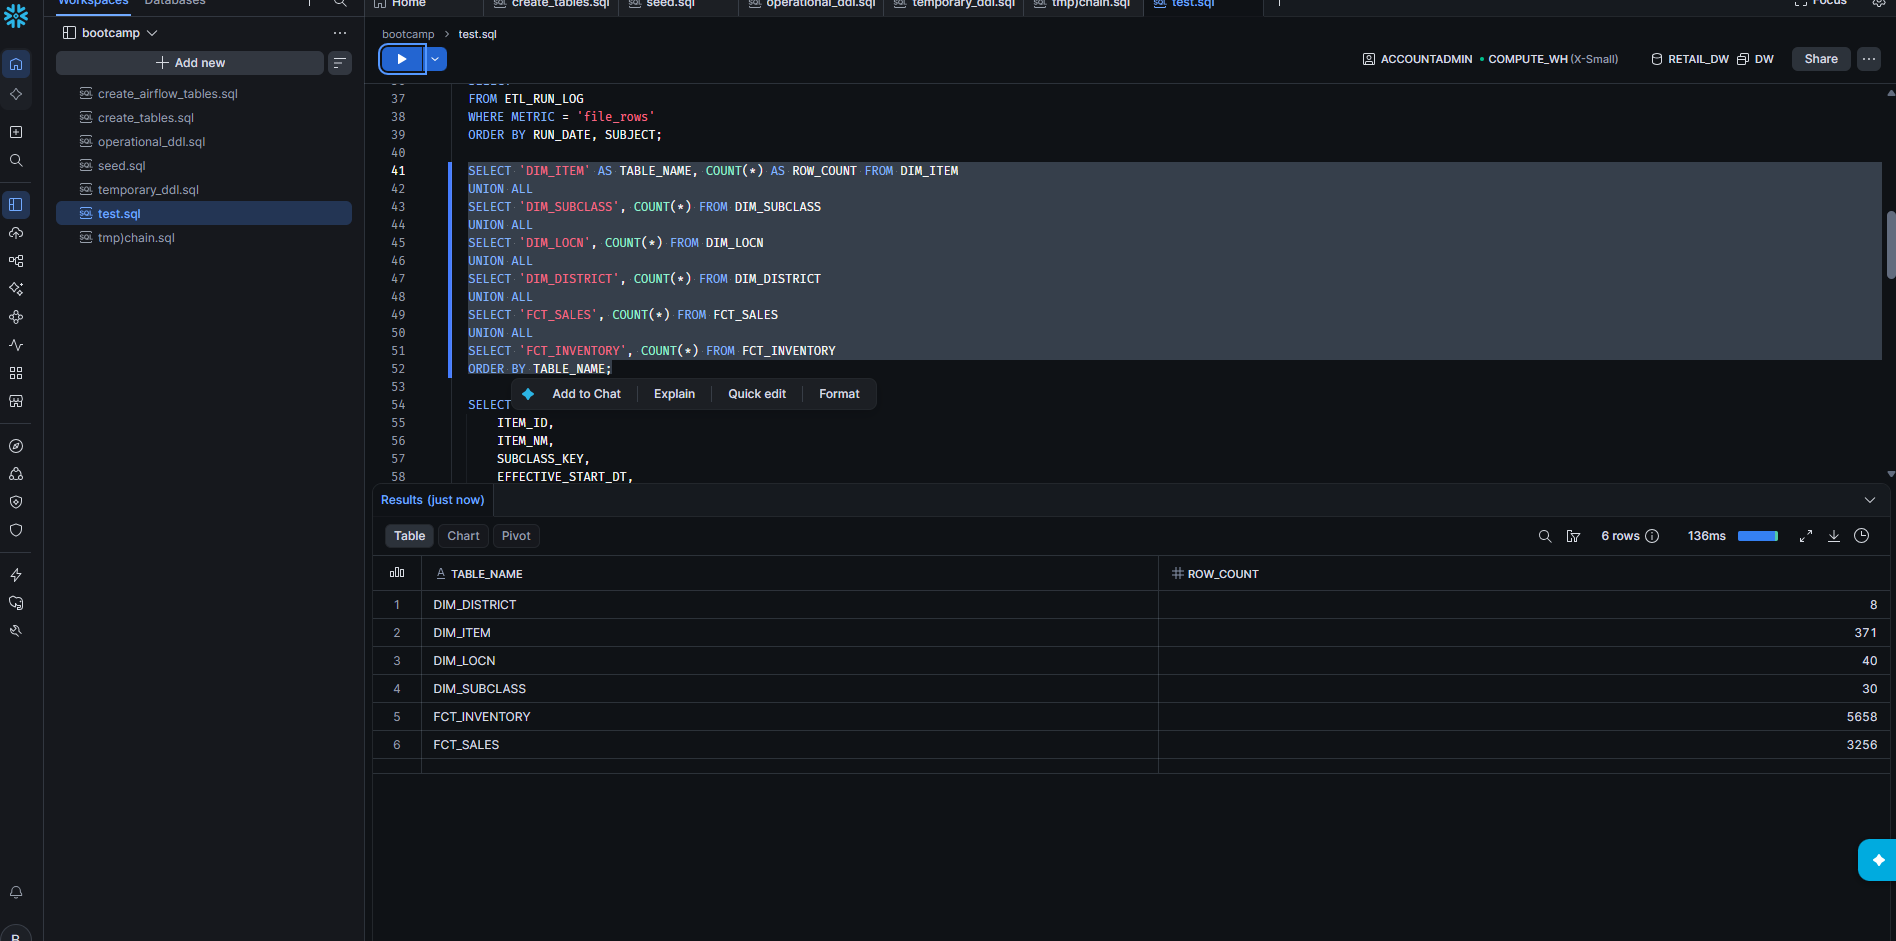 Workspaces Databases
bootcamp
Add new
create_airflow_tables.sql
create_tables.sql
operational_ddl.sql
seed.sql
temporary_ddl.sql
test.sql
tmp)chain.sql
Home create_tables.sql seed.sql operational_ddl.sql temporary_ddl.sql tmp)chain.sql test.sql Focus
bootcamp > test.sql
ACCOUNTADMIN • COMPUTE_WH (X-Small) RETAIL_DW DW Share
37 FROM ETL_RUN_LOG
38 WHERE METRIC = 'file_rows'
39 ORDER BY RUN_DATE, SUBJECT;
40
41 SELECT 'DIM_ITEM' AS TABLE_NAME, COUNT(*) AS ROW_COUNT FROM DIM_ITEM
42 UNION ALL
43 SELECT 'DIM_SUBCLASS', COUNT(*) FROM DIM_SUBCLASS
44 UNION ALL
45 SELECT 'DIM_LOCN', COUNT(*) FROM DIM_LOCN
46 UNION ALL
47 SELECT 'DIM_DISTRICT', COUNT(*) FROM DIM_DISTRICT
48 UNION ALL
49 SELECT 'FCT_SALES', COUNT(*) FROM FCT_SALES
50 UNION ALL
51 SELECT 'FCT_INVENTORY', COUNT(*) FROM FCT_INVENTORY
52 ORDER BY TABLE_NAME;
53
Add to Chat Explain Quick edit Format
54 SELECT
55 ITEM_ID,
56 ITEM_NM,
57 SUBCLASS_KEY,
58 EFFECTIVE_START_DT,
Results (just now)
Table Chart Pivot
6 rows 136ms
A TABLE_NAME # ROW_COUNT
1 DIM_DISTRICT 8
2 DIM_ITEM 371
3 DIM_LOCN 40
4 DIM_SUBCLASS 30
5 FCT_INVENTORY 5658
6 FCT_SALES 3256